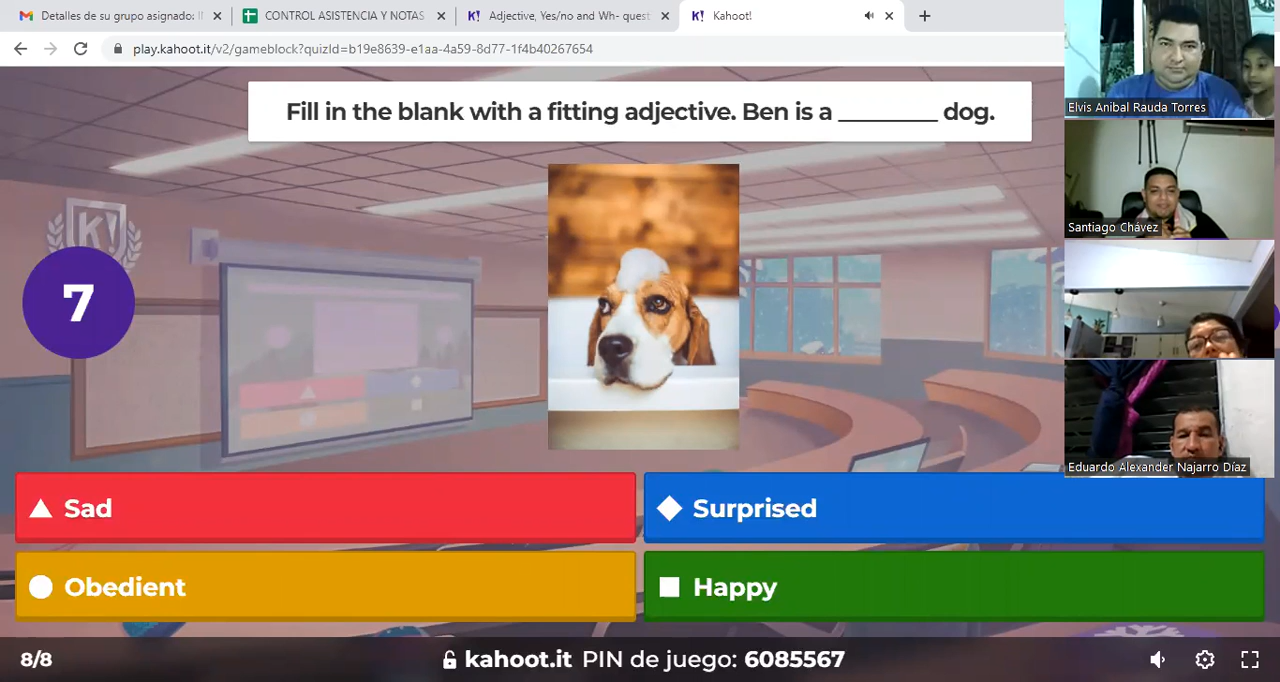 Detalles de su grupo asignado: I
CONTROL ASISTENCIA Y NOTAS
K! Adjective, Yes/no and Wh- quest
K! Kahoot!
play.kahoot.it/v2/gameblock?quizId=b19e8639-e1aa-4a59-8d77-1f4b40267654
Elvis Anibal Rauda Torres
Fill in the blank with a fitting adjective. Ben is a ________ dog.
K!
Santiago Chávez
7
Eduardo Alexander Najarro Díaz
Sad
Surprised
Obedient
Happy
8/8
kahoot.it PIN de juego: 6085567